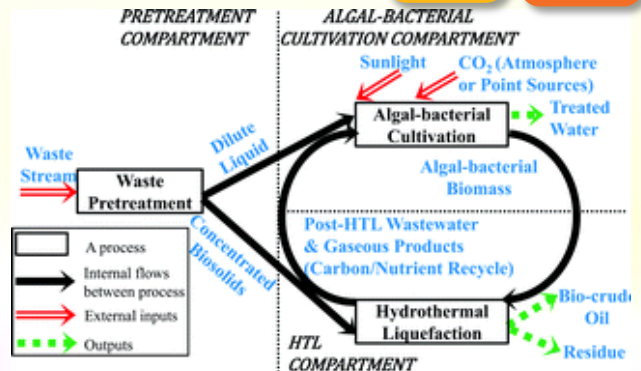 PRETREATMENT
COMPARTMENT
ALGAL-BACTERIAL
CULTIVATION COMPARTMENT
Sunlight
CO₂ (Atmosphere
or Point Sources)
Algal-bacterial
Cultivation
Treated
Water
Dilute
Liquid
Waste
Stream
Waste
Pretreatment
Algal-bacterial
Biomass
Concentrated
Biosolids
Post-HTL Wastewater
& Gaseous Products
(Carbon/Nutrient Recycle)
A process
Internal flows
between process
External inputs
Outputs
Hydrothermal
Liquefaction
Bio-crude
Oil
Residue
HTL
COMPARTMENT